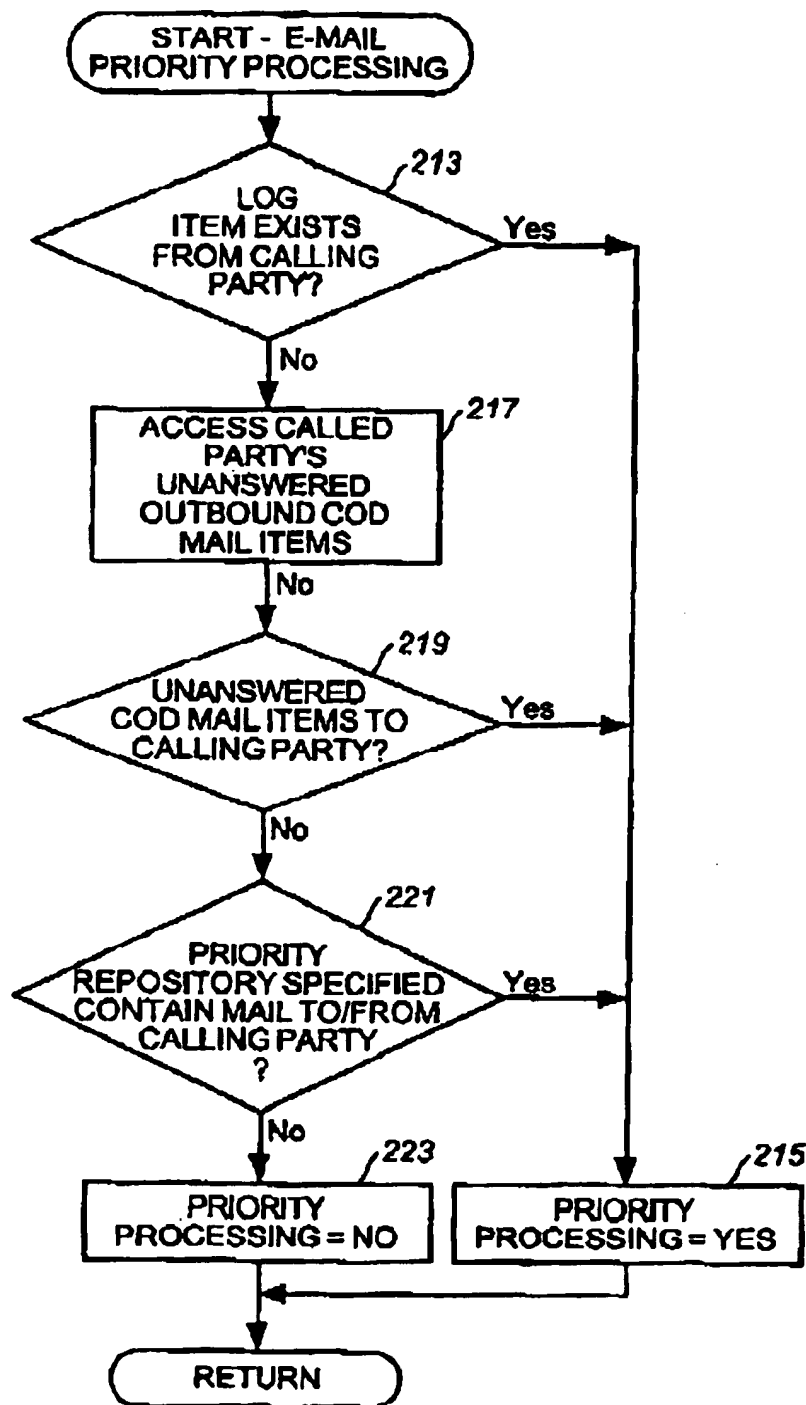 START - E-MAIL
PRIORITY PROCESSING
213
LOG
ITEM EXISTS
FROM CALLING
PARTY?
Yes
No
217
ACCESS CALLED
PARTY'S
UNANSWERED
OUTBOUND COD
MAIL ITEMS
No
219
UNANSWERED
COD MAIL ITEMS TO
CALLING PARTY?
Yes
No
221
PRIORITY
REPOSITORY SPECIFIED
CONTAIN MAIL TO/FROM
CALLING PARTY
?
Yes
No
223
PRIORITY
PROCESSING = NO
215
PRIORITY
PROCESSING = YES
RETURN